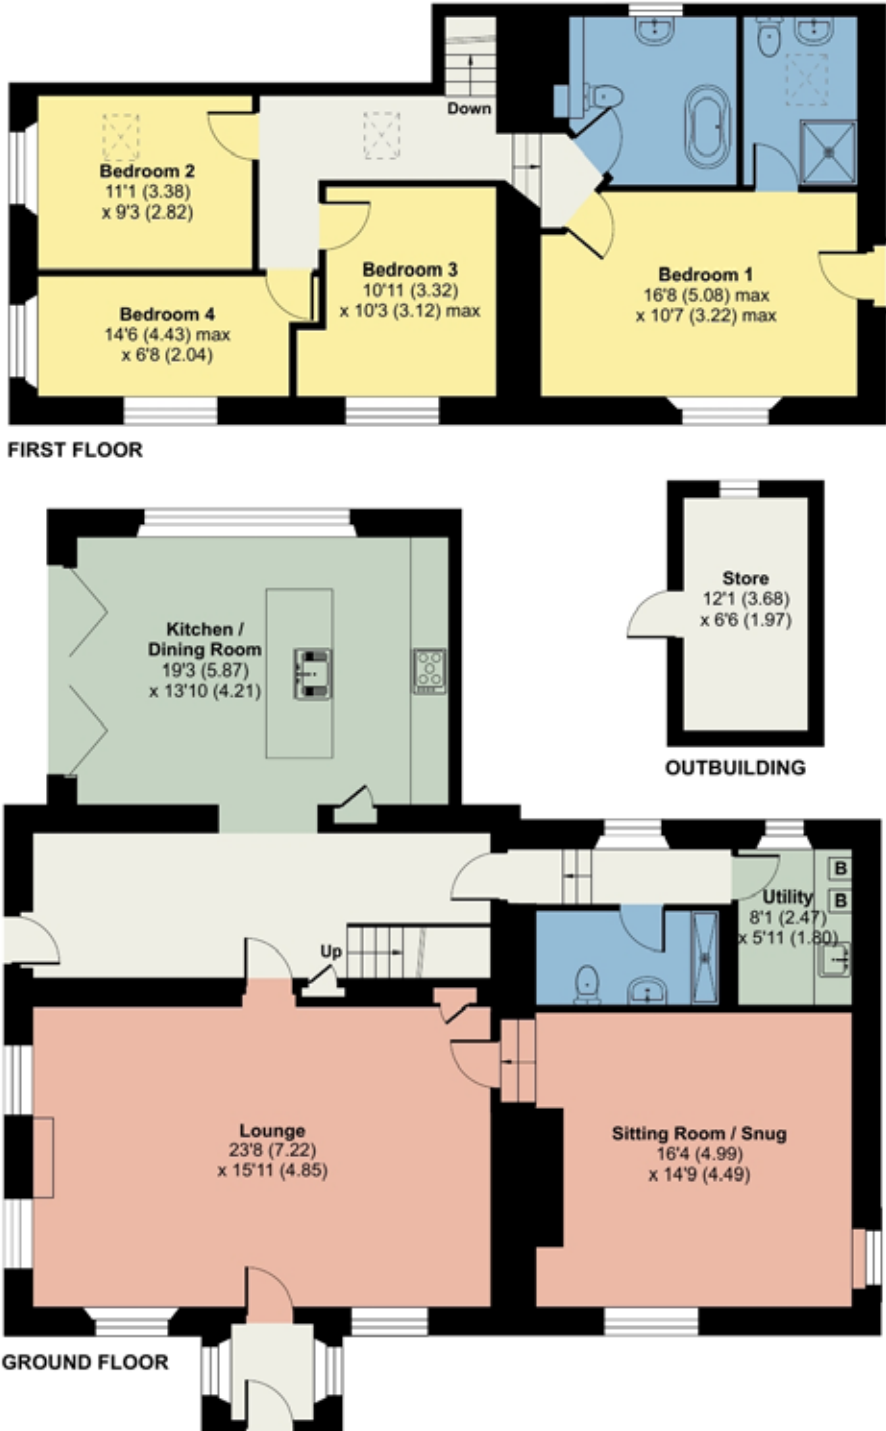 Down
Bedroom 2
11'1 (3.38)
x 9'3 (2.82)
Bedroom 3
10'11 (3.32)
x 10'3 (3.12) max
Bedroom 1
16'8 (5.08) max
x 10'7 (3.22) max
Bedroom 4
14'6 (4.43) max
x 6'8 (2.04)
FIRST FLOOR
Store
12'1 (3.68)
x 6'6 (1.97)
OUTBUILDING
Kitchen /
Dining Room
19'3 (5.87)
x 13'10 (4.21)
B
B
Utility
8'1 (2.47)
x 5'11 (1.80)
Up
Lounge
23'8 (7.22)
x 15'11 (4.85)
Sitting Room / Snug
16'4 (4.99)
x 14'9 (4.49)
GROUND FLOOR